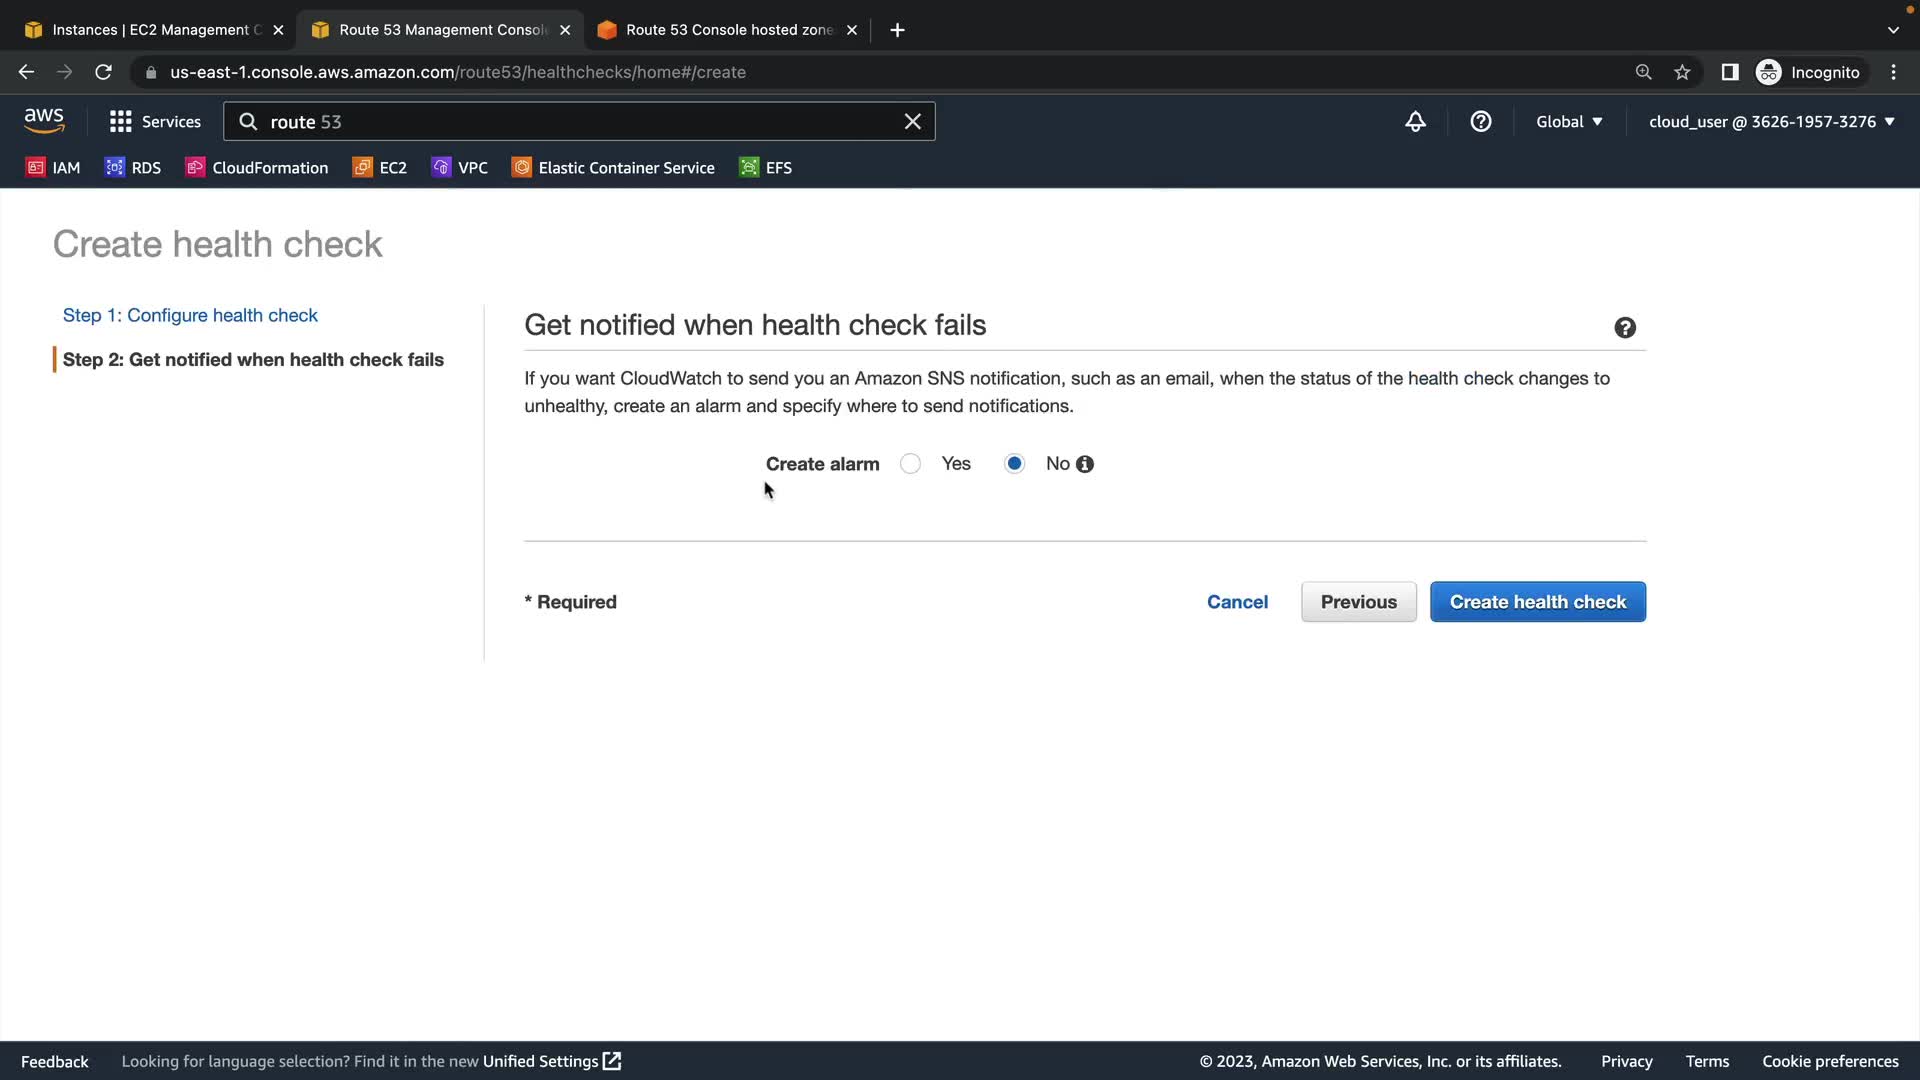 Instances | EC2 Management C
Route 53 Management Consol
Route 53 Console hosted zone
us-east-1.console.aws.amazon.com/route53/healthchecks/home#/create
Incognito
aws
Services
route 53
Global
cloud_user @ 3626-1957-3276
IAM
RDS
CloudFormation
EC2
VPC
Elastic Container Service
EFS
Create health check
Step 1: Configure health check
Step 2: Get notified when health check fails
Get notified when health check fails
If you want CloudWatch to send you an Amazon SNS notification, such as an email, when the status of the health check changes to
unhealthy, create an alarm and specify where to send notifications.
Create alarm Yes No
* Required
Cancel
Previous
Create health check
Feedback
Looking for language selection? Find it in the new Unified Settings
© 2023, Amazon Web Services, Inc. or its affiliates.
Privacy
Terms
Cookie preferences